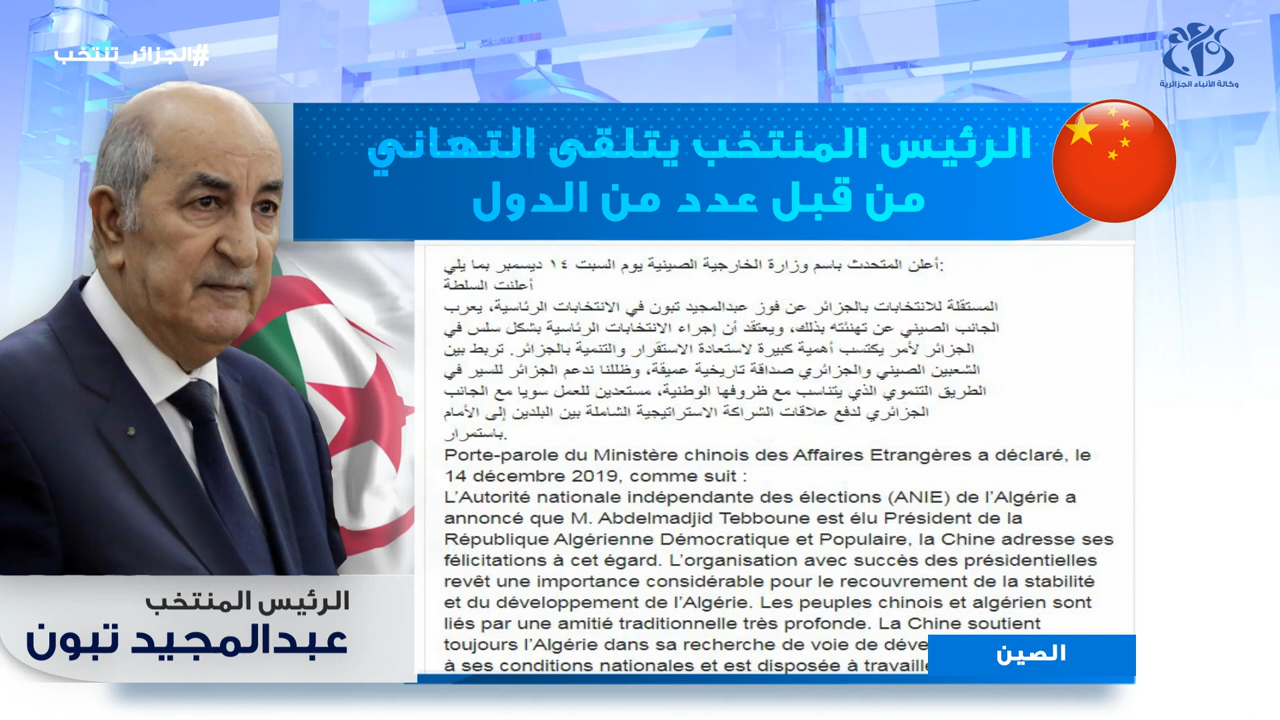 #الجزائر_تنتخب
وكالة الأنباء الجزائرية
الرئيس المنتخب يتلقى التهاني
من قبل عدد من الدول
أعلن المتحدث باسم وزارة الخارجية الصينية يوم السبت ١٤ ديسمبر بما يلي:
أعلنت السلطة
المستقلة للانتخابات بالجزائر عن فوز عبدالمجيد تبون في الانتخابات الرئاسية، يعرب
الجانب الصيني عن تهنئته بذلك، ويعتقد أن إجراء الانتخابات الرئاسية بشكل سلس في
الجزائر لأمر يكتسب أهمية كبيرة لاستعادة الاستقرار والتنمية بالجزائر. تربط بين
الشعبين الصيني والجزائري صداقة تاريخية عميقة، وظللنا ندعم الجزائر للسير في
الطريق التنموي الذي يتناسب مع ظروفها الوطنية، مستعدين للعمل سويا مع الجانب
الجزائري لدفع علاقات الشراكة الاستراتيجية الشاملة بين البلدين إلى الأمام
باستمرار.
Porte-parole du Ministère chinois des Affaires Etrangères a déclaré, le
14 décembre 2019, comme suit :
L’Autorité nationale indépendante des élections (ANIE) de l’Algérie a
annoncé que M. Abdelmadjid Tebboune est élu Président de la
République Algérienne Démocratique et Populaire, la Chine adresse ses
félicitations à cet égard. L’organisation avec succès des présidentielles
revêt une importance considérable pour le recouvrement de la stabilité
et du développement de l’Algérie. Les peuples chinois et algérien sont
liés par une amitié traditionnelle très profonde. La Chine soutient
toujours l’Algérie dans sa recherche de voie de déve
à ses conditions nationales et est disposée à travaille
الصين
الرئيس المنتخب
عبدالمجيد تبون